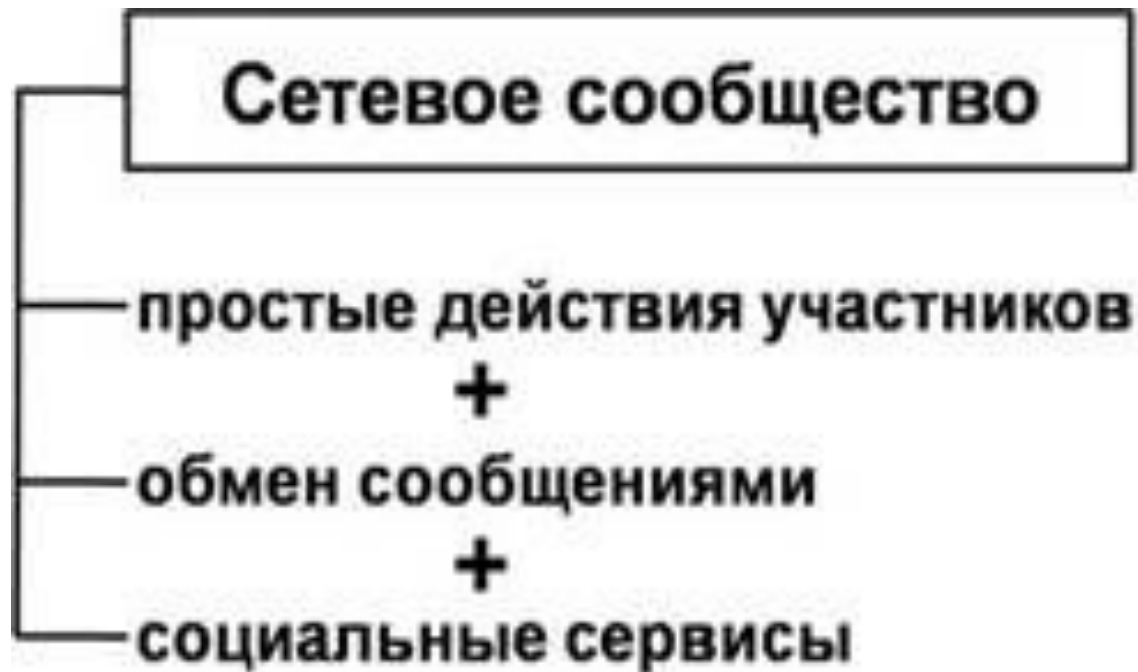 Сетевое сообщество
простые действия участников
+
обмен сообщениями
+
социальные сервисы